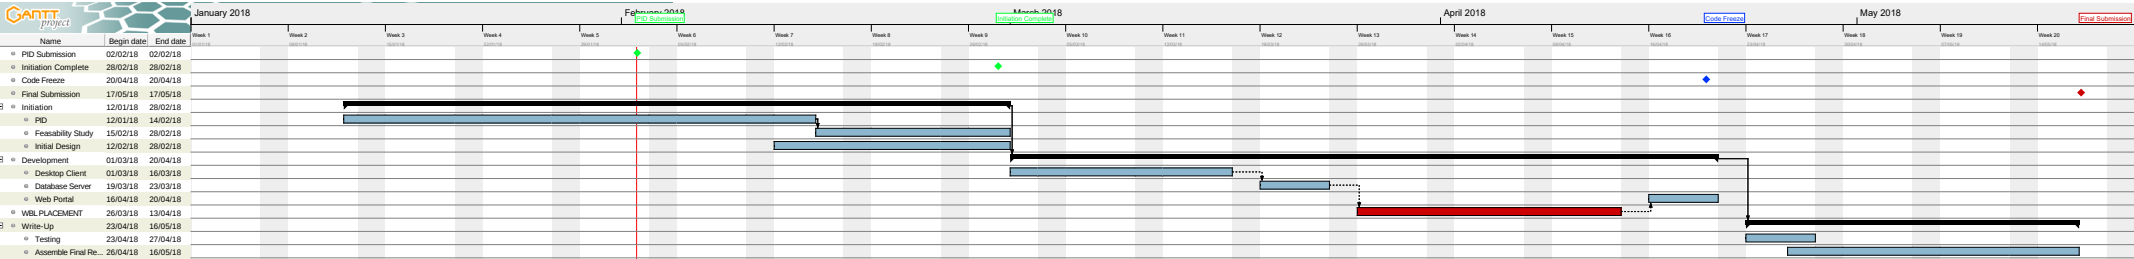 GANTT
project
January 2018
February 2018
March 2018
April 2018
May 2018
PID Submission
Initiation Complete
Code Freeze
Final Submission
Name Begin date End date
Week 1
Week 2
Week 3
Week 4
Week 5
Week 6
Week 7
Week 8
Week 9
Week 10
Week 11
Week 12
Week 13
Week 14
Week 15
Week 16
Week 17
Week 18
Week 19
Week 20
PID Submission 02/02/18 02/02/18
Initiation Complete 28/02/18 28/02/18
Code Freeze 20/04/18 20/04/18
Final Submission 17/05/18 17/05/18
Initiation 12/01/18 28/02/18
PID 12/01/18 14/02/18
Feasability Study 15/02/18 28/02/18
Initial Design 12/02/18 28/02/18
Development 01/03/18 20/04/18
Desktop Client 01/03/18 16/03/18
Database Server 19/03/18 23/03/18
Web Portal 16/04/18 20/04/18
WBL PLACEMENT 26/03/18 13/04/18
Write-Up 23/04/18 16/05/18
Testing 23/04/18 27/04/18
Assemble Final Re... 26/04/18 16/05/18